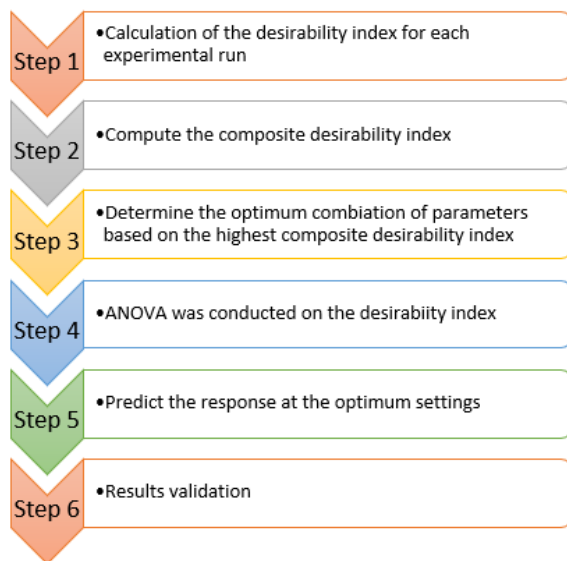 Step 1
•Calculation of the desirability index for each
experimental run
Step 2
•Compute the composite desirability index
Step 3
•Determine the optimum combiation of parameters
based on the highest composite desirability index
Step 4
•ANOVA was conducted on the desirabiity index
Step 5
•Predict the response at the optimum settings
Step 6
•Results validation